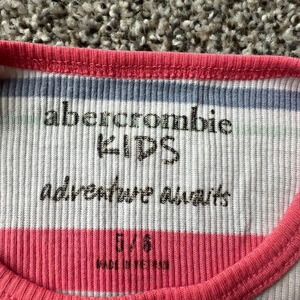 abercrombie
KIDS
adventure awaits
5/6
MADE IN VIETNAM